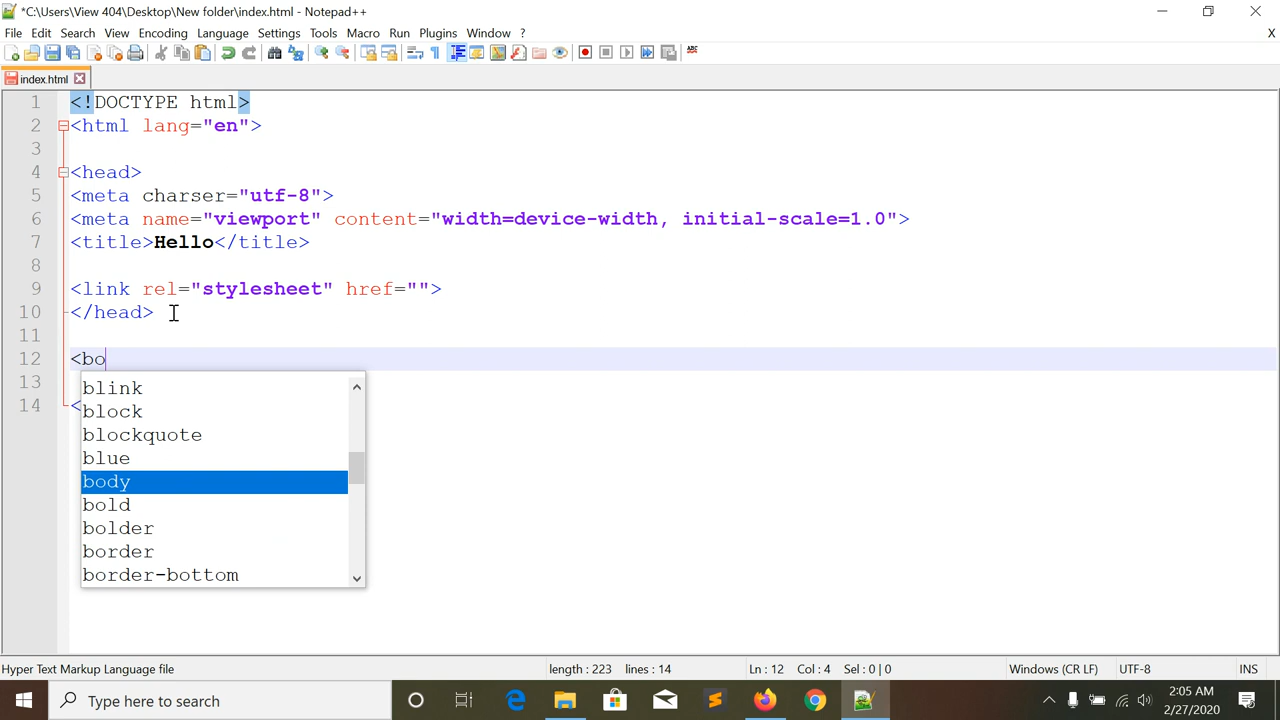 *C:\Users\View 404\Desktop\New folder\index.html - Notepad++
File Edit Search View Encoding Language Settings Tools Macro Run Plugins Window ? X
index.html
1 <!DOCTYPE html>
2 <html lang="en">
3
4 <head>
5 <meta charser="utf-8">
6 <meta name="viewport" content="width=device-width, initial-scale=1.0">
7 <title>Hello</title>
8
9 <link rel="stylesheet" href="">
10 </head>
11
12 <bo
blink
13
block
14 <
blockquote
blue
body
bold
bolder
border
border-bottom
Hyper Text Markup Language file length : 223 lines : 14 Ln : 12 Col : 4 Sel : 0 | 0 Windows (CR LF) UTF-8 INS
Type here to search
2:05 AM
2/27/2020